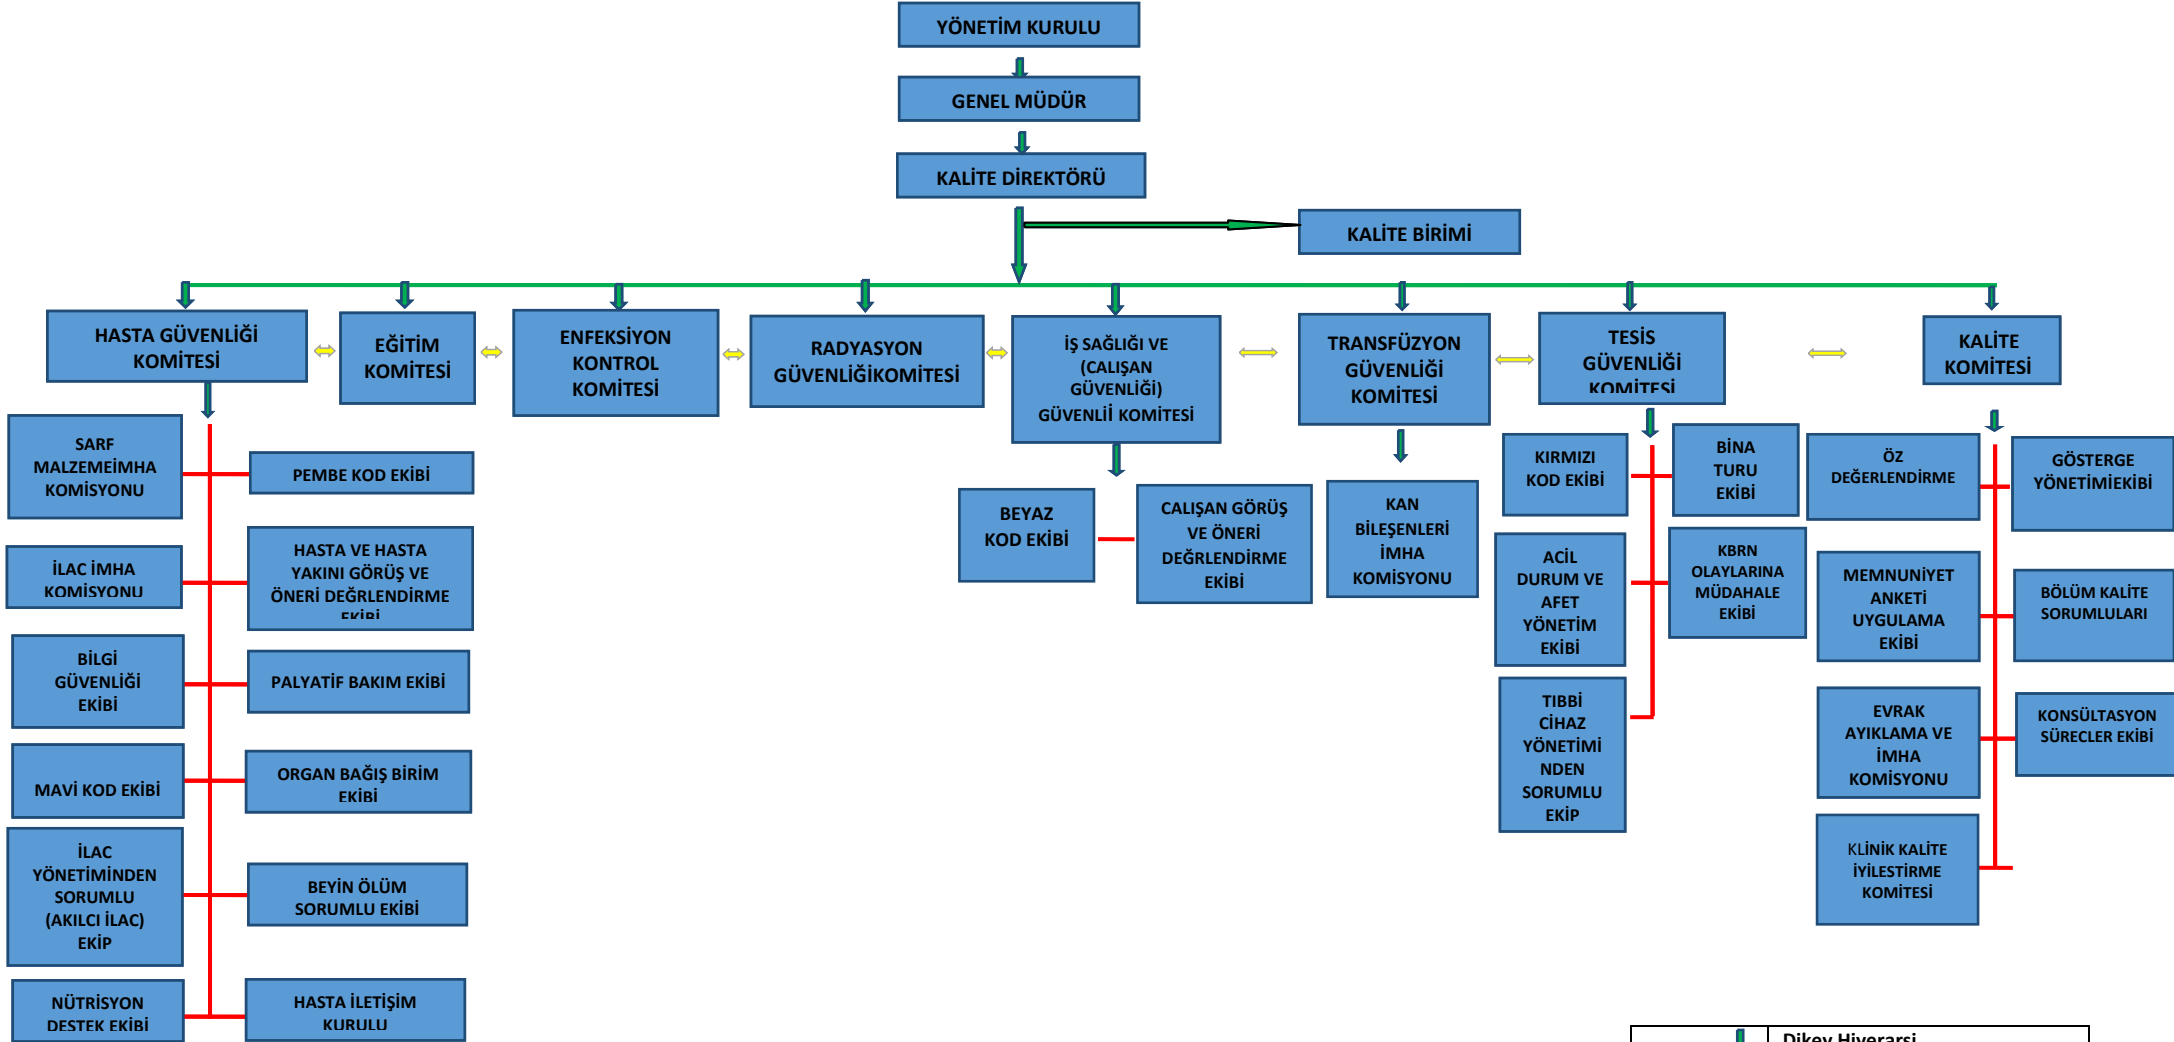 YÖNETİM KURULU
GENEL MÜDÜR
KALİTE DİREKTÖRÜ
KALİTE BİRİMİ
HASTA GÜVENLİĞİ
KOMİTESİ
EĞİTİM
KOMİTESİ
ENFEKSİYON
KONTROL
KOMİTESİ
RADYASYON
GÜVENLİĞİKOMİTESİ
İŞ SAĞLIĞI VE
(CALIŞAN
GÜVENLİĞİ)
GÜVENLİİ KOMİTESİ
TRANSFÜZYON
GÜVENLİĞİ
KOMİTESİ
TESİS
GÜVENLİĞİ
KOMİTESİ
KALİTE
KOMİTESİ
SARF
MALZEMEİMHA
KOMİSYONU
PEMBE KOD EKİBİ
İLAC İMHA
KOMİSYONU
HASTA VE HASTA
YAKINI GÖRÜŞ VE
ÖNERİ DEĞRLENDİRME
EKİBİ
BİLGİ
GÜVENLİĞİ
EKİBİ
PALYATİF BAKIM EKİBİ
MAVİ KOD EKİBİ
ORGAN BAĞIŞ BİRİM
EKİBİ
İLAC
YÖNETİMİNDEN
SORUMLU
(AKILCI İLAC)
EKİP
BEYİN ÖLÜM
SORUMLU EKİBİ
NÜTRİSYON
DESTEK EKİBİ
HASTA İLETİŞİM
KURULU
BEYAZ
KOD EKİBİ
CALIŞAN GÖRÜŞ
VE ÖNERİ
DEĞRLENDİRME
EKİBİ
KAN
BİLEŞENLERİ
İMHA
KOMİSYONU
KIRMIZI
KOD EKİBİ
BİNA
TURU
EKİBİ
ACİL
DURUM VE
AFET
YÖNETİM
EKİBİ
KBRN
OLAYLARINA
MÜDAHALE
EKİBİ
TIBBİ
CİHAZ
YÖNETİMİ
NDEN
SORUMLU
EKİP
ÖZ
DEĞERLENDİRME
GÖSTERGE
YÖNETİMİEKİBİ
MEMNUNİYET
ANKETİ
UYGULAMA
EKİBİ
BÖLÜM KALİTE
SORUMLULARI
EVRAK
AYIKLAMA VE
İMHA
KOMİSYONU
KONSÜLTASYON
SÜRECLER EKİBİ
KLİNİK KALİTE
İYİLESTİRME
KOMİTESİ
Dikey Hiyerarşi